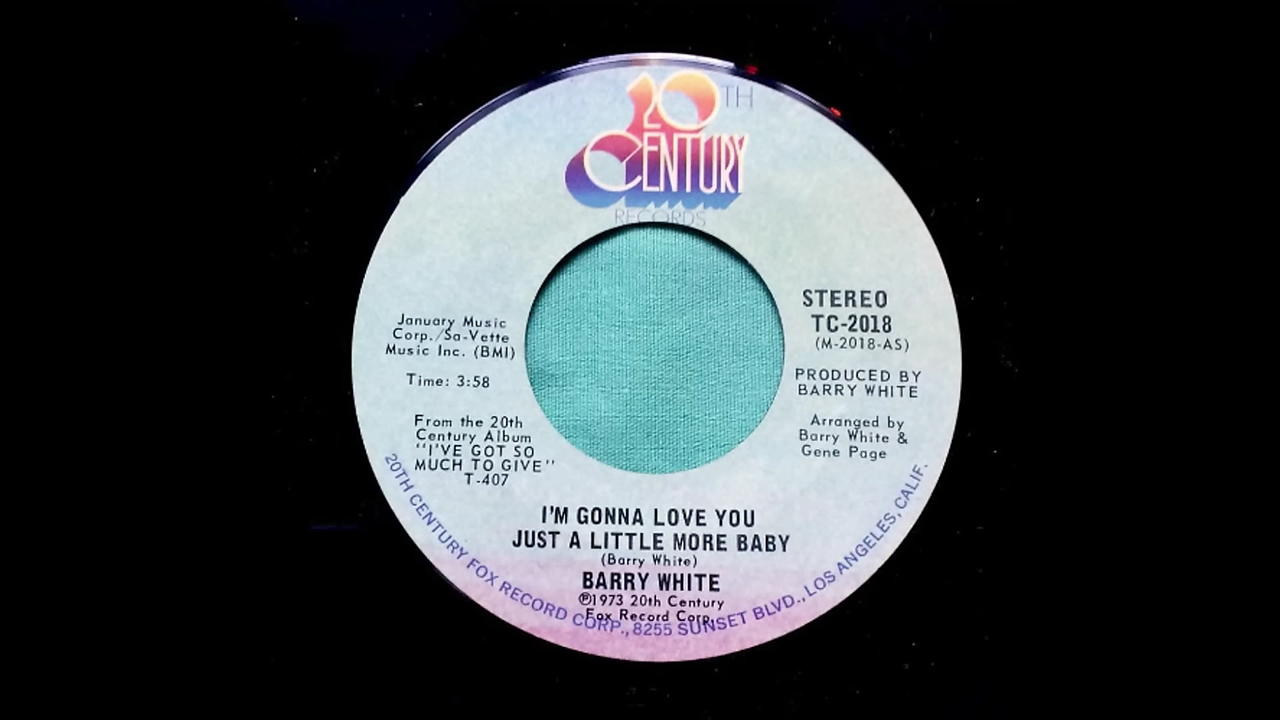 20TH
CENTURY
RECORDS
January Music
Corp./Sa-Vette
Music Inc. (BMI)
Time: 3:58
From the 20th
Century Album
"I'VE GOT SO
MUCH TO GIVE"
T-407
STEREO
TC-2018
(M-2018-AS)
PRODUCED BY
BARRY WHITE
Arranged by
Barry White &
Gene Page
I'M GONNA LOVE YOU
JUST A LITTLE MORE BABY
(Barry White)
BARRY WHITE
℗1973 20th Century
Fox Record Corp.
20TH CENTURY FOX RECORD CORP., 8255 SUNSET BLVD., LOS ANGELES, CALIF.